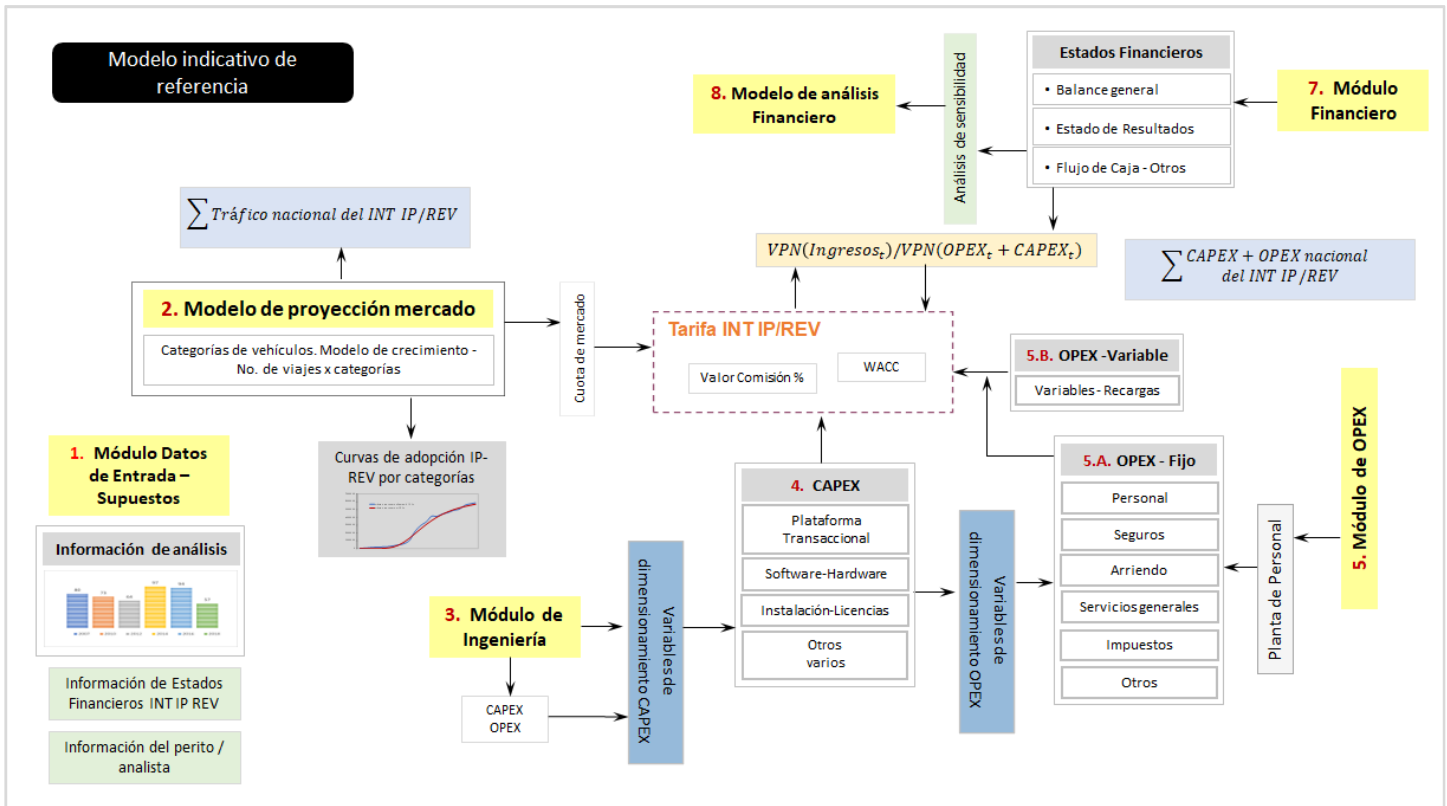 Modelo indicativo de
referencia
8. Modelo de análisis
Financiero
Análisis de sensibilidad
Estados Financieros
• Balance general
• Estado de Resultados
• Flujo de Caja - Otros
7. Módulo
Financiero
∑ Tráfico nacional del INT IP/REV
VPN(Ingresos_t)/VPN(OPEX_t + CAPEX_t)
∑ CAPEX + OPEX nacional
del INT IP/REV
2. Modelo de proyección mercado
Categorías de vehículos. Modelo de crecimiento -
No. de viajes x categorías
Cuota de mercado
Tarifa INT IP/REV
Valor Comisión %
WACC
5.B. OPEX -Variable
Variables- Recargas
1. Módulo Datos
de Entrada –
Supuestos
Información de análisis
Información de Estados
Financieros INT IP REV
Información del perito /
analista
Curvas de adopción IP-
REV por categorías
3. Módulo de
Ingeniería
CAPEX
OPEX
Variables de
dimensionamiento CAPEX
4. CAPEX
Plataforma
Transaccional
Software-Hardware
Instalación-Licencias
Otros
varios
Variables de
dimensionamiento OPEX
5.A. OPEX - Fijo
Personal
Seguros
Arriendo
Servicios generales
Impuestos
Otros
Planta de Personal
5. Módulo de OPEX